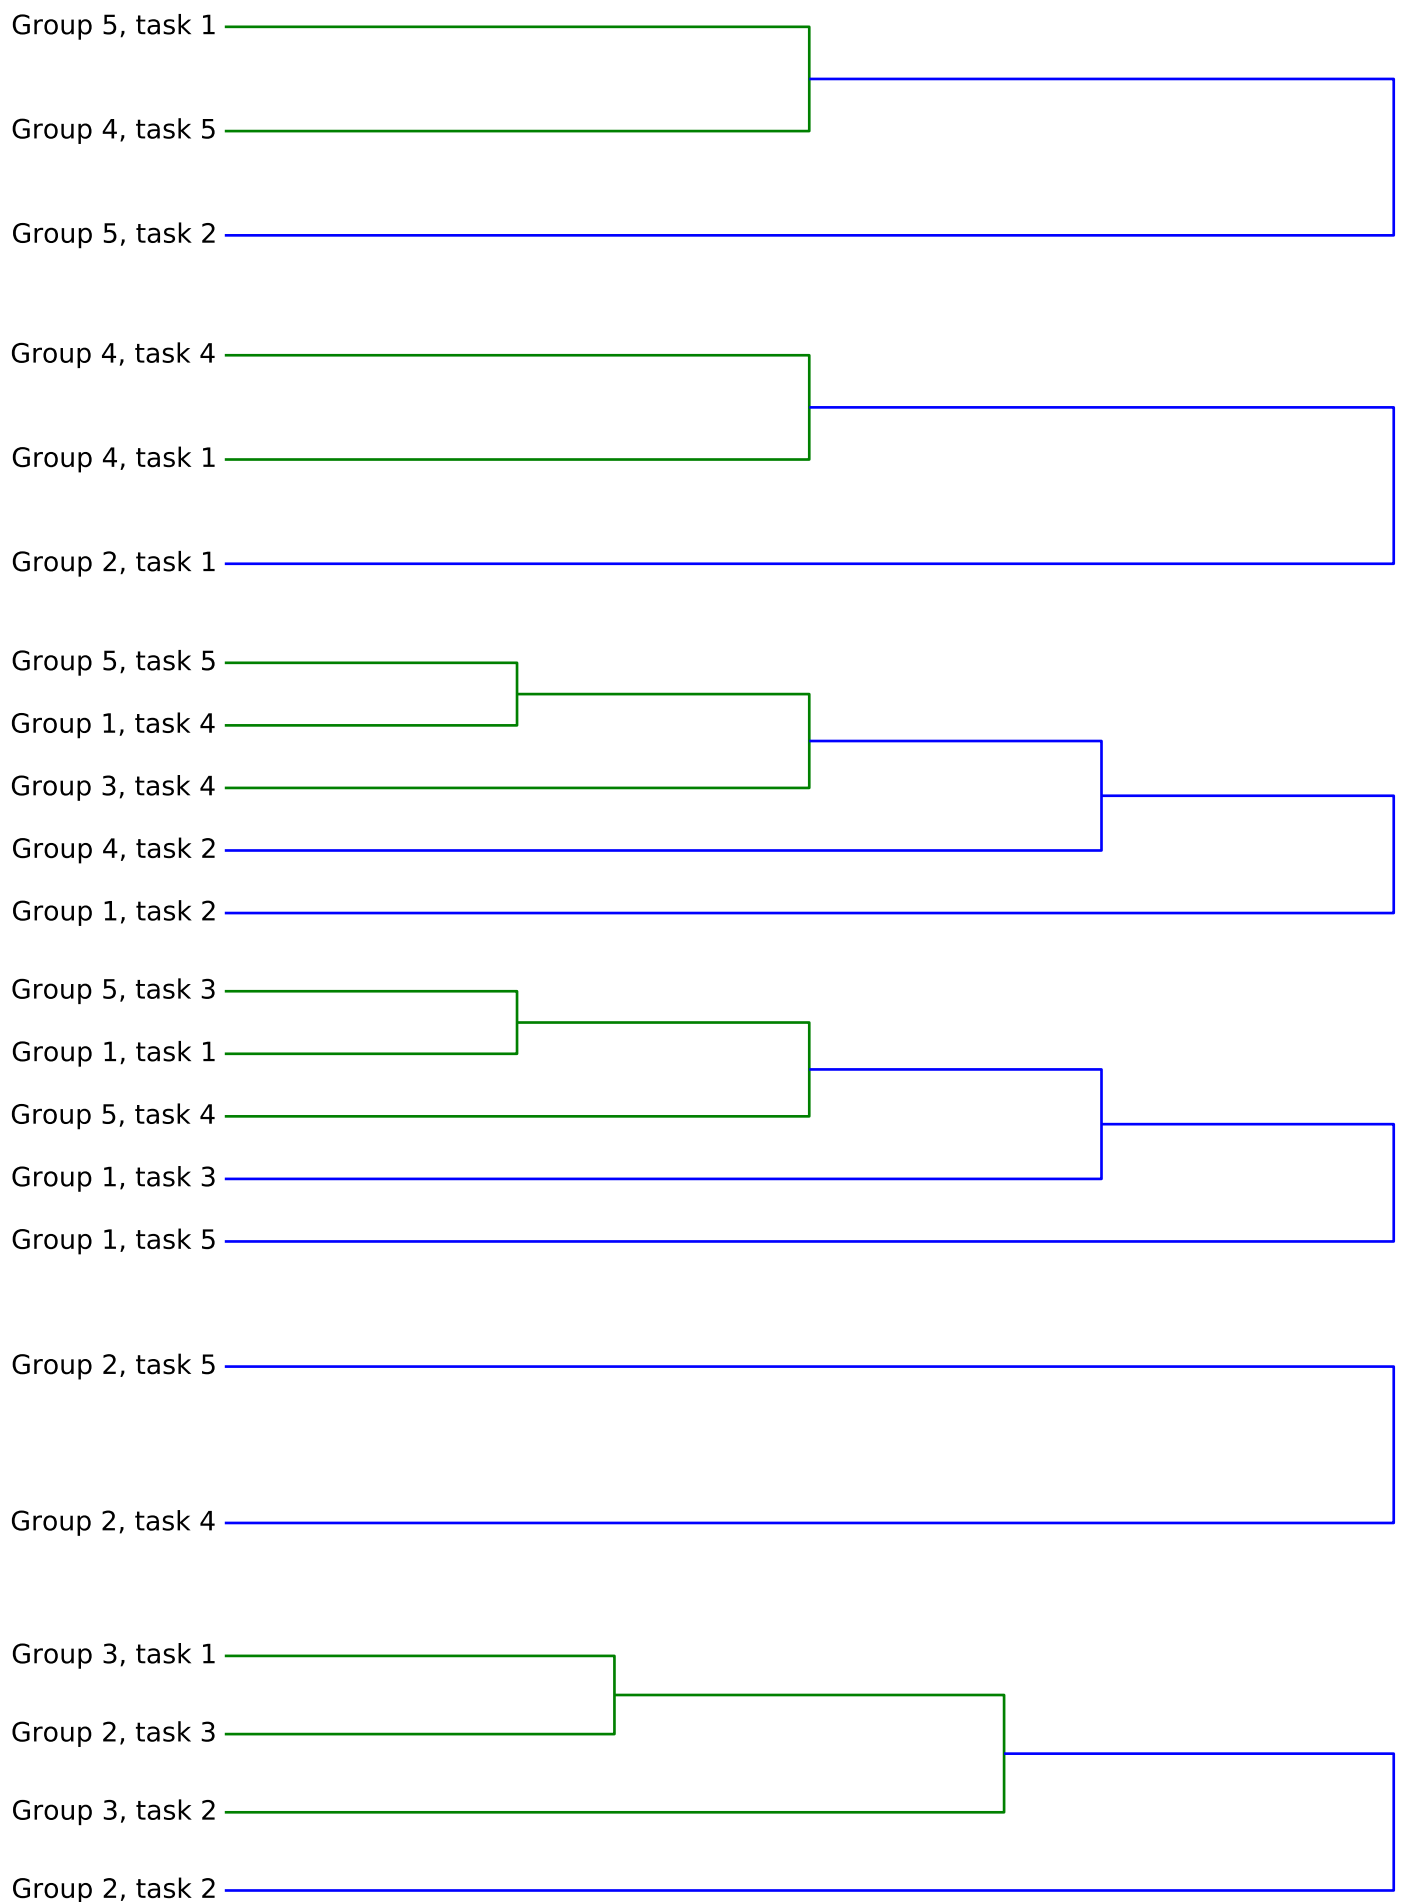 Group 5, task 1
Group 4, task 5
Group 5, task 2
Group 4, task 4
Group 4, task 1
Group 2, task 1
Group 5, task 5
Group 1, task 4
Group 3, task 4
Group 4, task 2
Group 1, task 2
Group 5, task 3
Group 1, task 1
Group 5, task 4
Group 1, task 3
Group 1, task 5
Group 2, task 5
Group 2, task 4
Group 3, task 1
Group 2, task 3
Group 3, task 2
Group 2, task 2